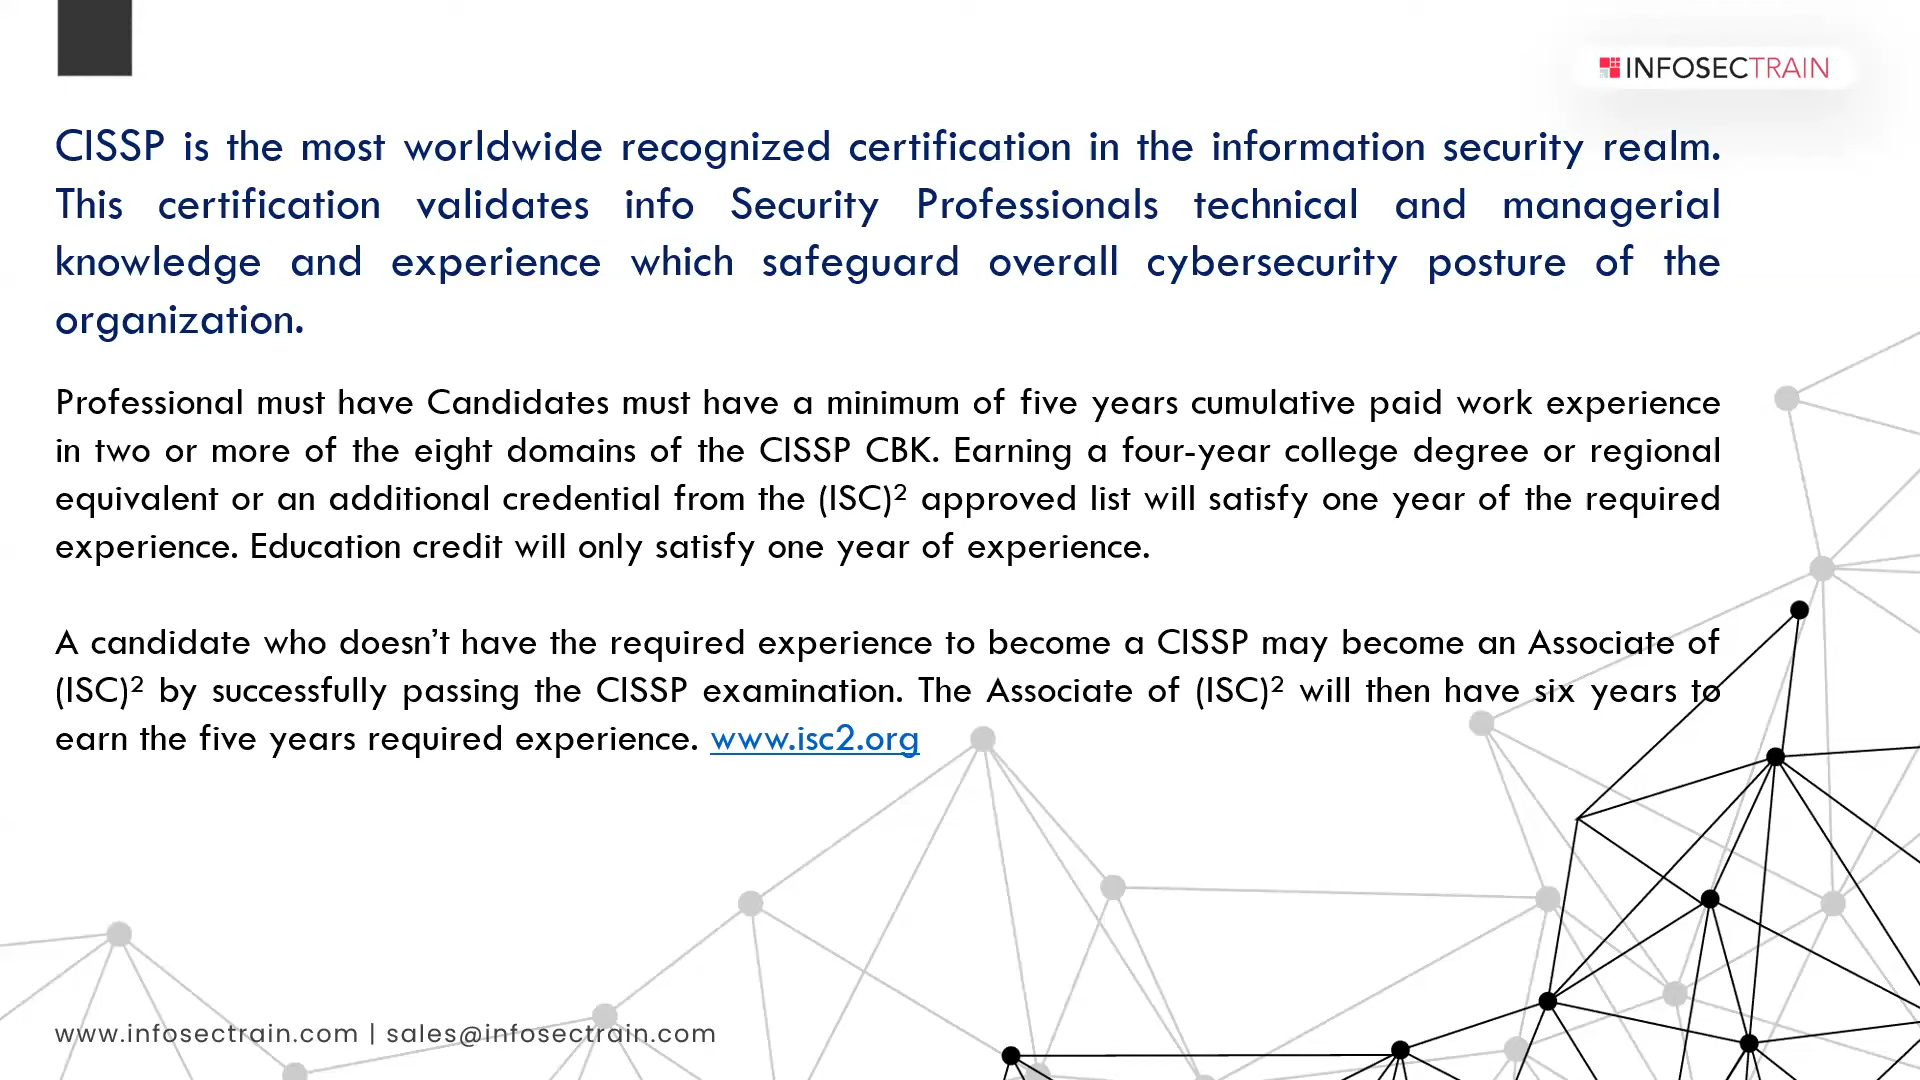 INFOSECTRAIN
CISSP is the most worldwide recognized certification in the information security realm.
This certification validates info Security Professionals technical and managerial
knowledge and experience which safeguard overall cybersecurity posture of the
organization.
Professional must have Candidates must have a minimum of five years cumulative paid work experience
in two or more of the eight domains of the CISSP CBK. Earning a four-year college degree or regional
equivalent or an additional credential from the (ISC)² approved list will satisfy one year of the required
experience. Education credit will only satisfy one year of experience.
A candidate who doesn’t have the required experience to become a CISSP may become an Associate of
(ISC)² by successfully passing the CISSP examination. The Associate of (ISC)² will then have six years to
earn the five years required experience. www.isc2.org
www.infosectrain.com | sales@infosectrain.com